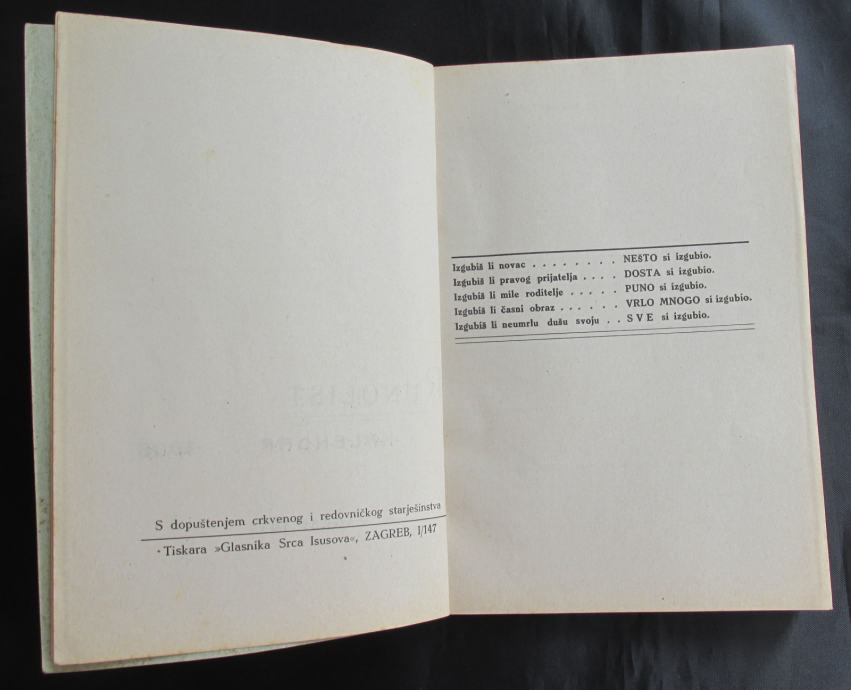 S dopuštenjem crkvenog i redovničkog starješinstva
Tiskara »Glasnika Srca Isusova«, ZAGREB, I/147
Izgubiš li novac . . . . . . . . NEŠTO si izgubio.
Izgubiš li pravog prijatelja . . . . DOSTA si izgubio.
Izgubiš li mile roditelje . . . . . PUNO si izgubio.
Izgubiš li časni obraz . . . . . . VRLO MNOGO si izgubio.
Izgubiš li neumrlu dušu svoju . . SVE si izgubio.